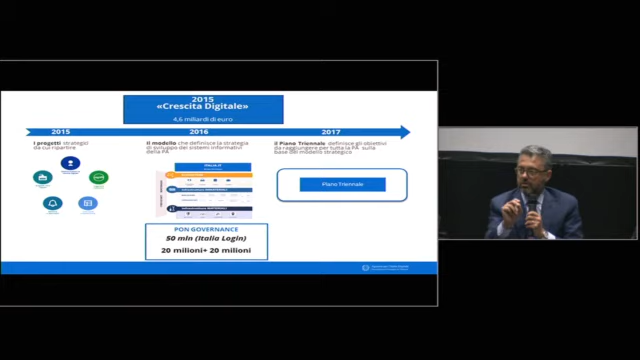 2015
«Crescita Digitale»
4,6 miliardi di euro
2015
2016
2017
I progetti strategici
da cui ripartire
Il modello che definisce la strategia
di sviluppo dei sistemi informativi
della PA
il Piano Triennale definisce gli obiettivi
da raggiungere per tutta la PA sulla
base del modello strategico
ITALIA.IT
Piano Triennale
PON GOVERNANCE
50 mln (Italia Login)
20 milioni+ 20 milioni